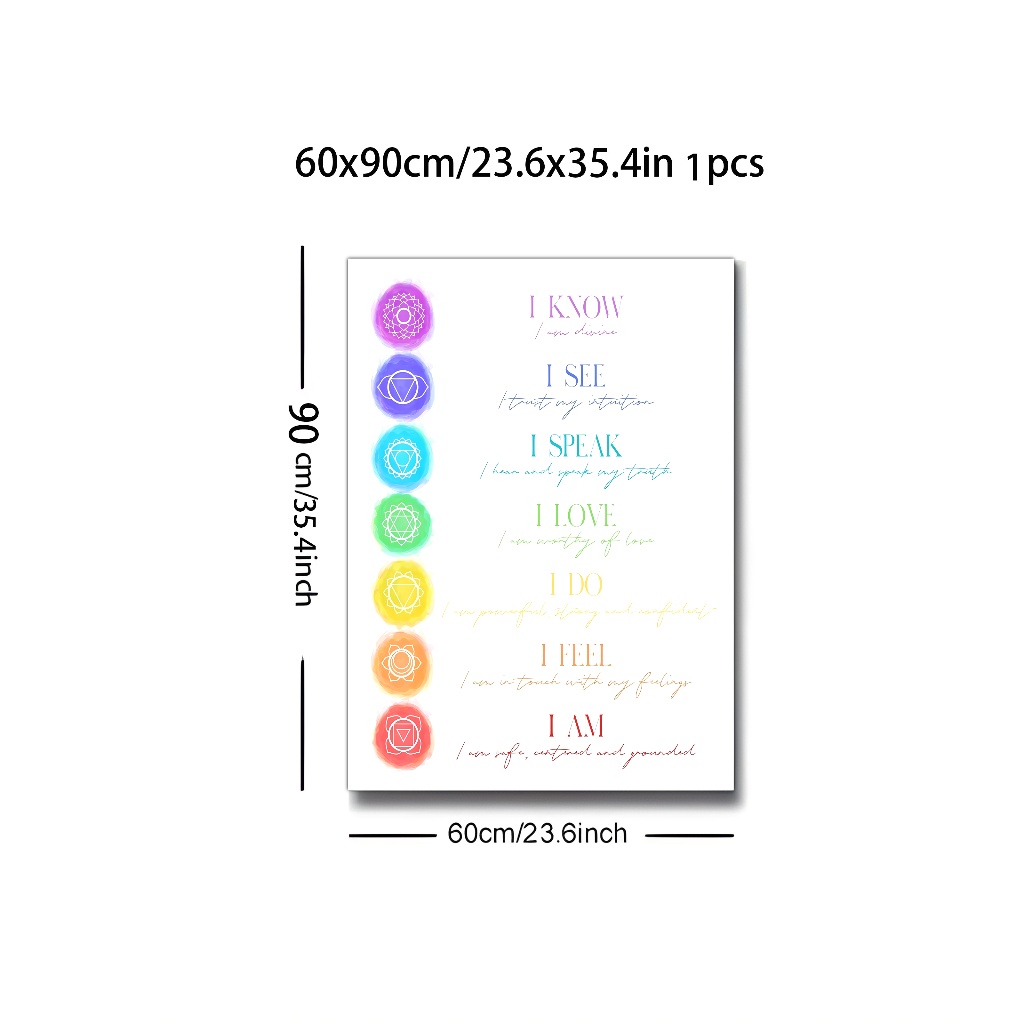 60x90cm/23.6x35.4in 1pcs
90 cm/35.4inch
I KNOW
I am divine
I SEE
I trust my intuition
I SPEAK
I hear and speak my truth
I LOVE
I am worthy of love
I DO
I am powerful strong and confident
I FEEL
I am in touch with my feelings
I AM
I am safe, centered and grounded
60cm/23.6inch